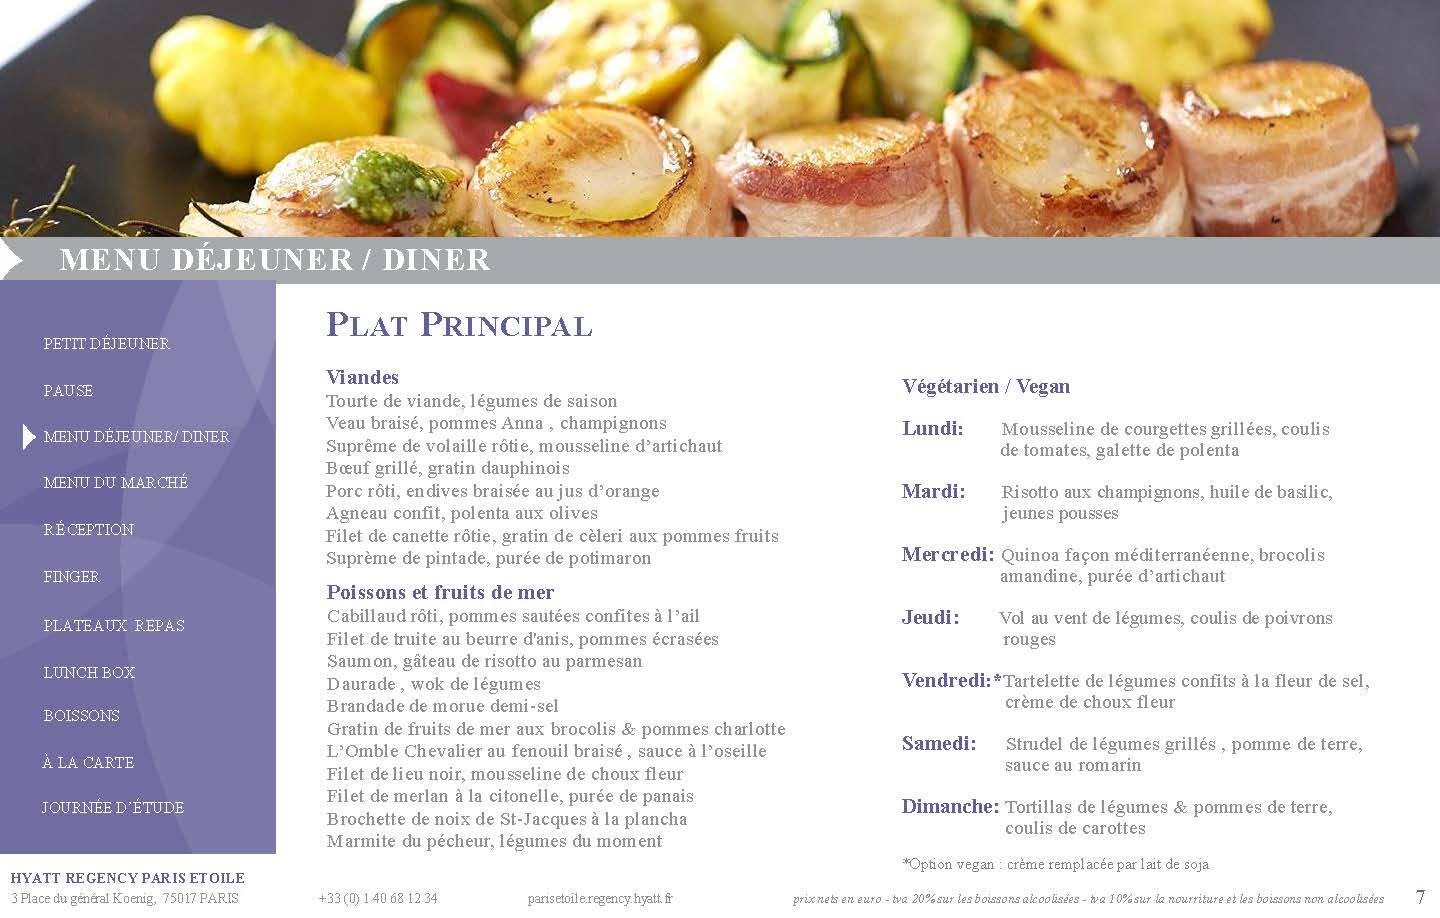 MENU DÉJEUNER / DINER
PETIT DÉJEUNER
PAUSE
MENU DÉJEUNER/ DINER
MENU DU MARCHÉ
RÉCEPTION
FINGER
PLATEAUX REPAS
LUNCH BOX
BOISSONS
À LA CARTE
JOURNÉE D’ÉTUDE
PLAT PRINCIPAL
Viandes
Tourte de viande, légumes de saison
Veau braisé, pommes Anna , champignons
Suprême de volaille rôtie, mousseline d’artichaut
Bœuf grillé, gratin dauphinois
Porc rôti, endives braisée au jus d’orange
Agneau confit, polenta aux olives
Filet de canette rôtie, gratin de cèleri aux pommes fruits
Suprème de pintade, purée de potimaron
Poissons et fruits de mer
Cabillaud rôti, pommes sautées confites à l’ail
Filet de truite au beurre d'anis, pommes écrasées
Saumon, gâteau de risotto au parmesan
Daurade , wok de légumes
Brandade de morue demi-sel
Gratin de fruits de mer aux brocolis & pommes charlotte
L’Omble Chevalier au fenouil braisé , sauce à l’oseille
Filet de lieu noir, mousseline de choux fleur
Filet de merlan à la citonelle, purée de panais
Brochette de noix de St-Jacques à la plancha
Marmite du pécheur, légumes du moment
Végétarien / Vegan
Lundi: Mousseline de courgettes grillées, coulis
de tomates, galette de polenta
Mardi: Risotto aux champignons, huile de basilic,
jeunes pousses
Mercredi: Quinoa façon méditerranéenne, brocolis
amandine, purée d’artichaut
Jeudi: Vol au vent de légumes, coulis de poivrons
rouges
Vendredi:*Tartelette de légumes confits à la fleur de sel,
crème de choux fleur
Samedi: Strudel de légumes grillés , pomme de terre,
sauce au romarin
Dimanche: Tortillas de légumes & pommes de terre,
coulis de carottes
*Option vegan : crème remplacée par lait de soja
HYATT REGENCY PARIS ETOILE
3 Place du général Koenig, 75017 PARIS +33 (0) 1 40 68 12 34 parisetoile.regency.hyatt.fr prix nets en euro - tva 20% sur les boissons alcoolisées - tva 10% sur la nourriture et les boissons non alcoolisées 7